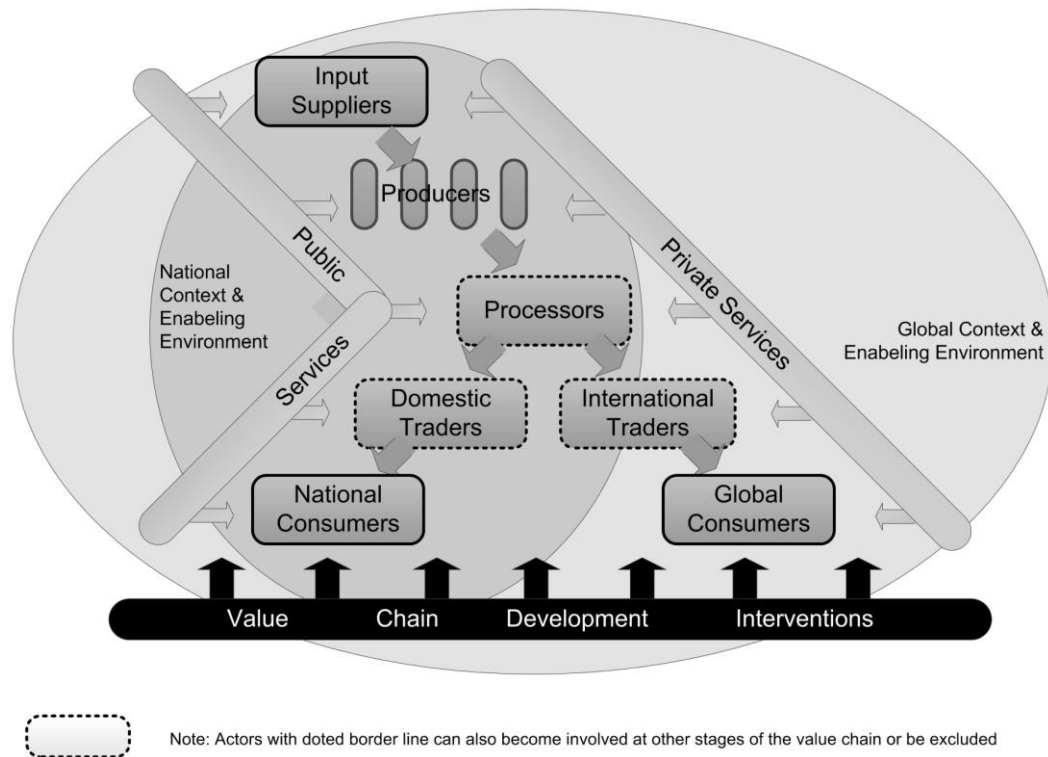 Input
Suppliers
Producers
Public
Services
Private Services
National
Context &
Enabeling
Environment
Global Context &
Enabeling Environment
Processors
Domestic
Traders
International
Traders
National
Consumers
Global
Consumers
Value Chain Development Interventions
Note: Actors with doted border line can also become involved at other stages of the value chain or be excluded